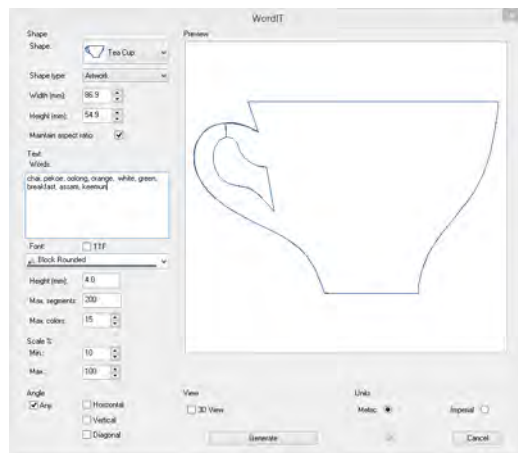 WordIT
Shape
Shape:
Tea Cup
Shape type:
Artwork
Width (mm):
86.9
Height (mm):
54.9
Maintain aspect ratio
Text
Words:
chai, pekoe, oolong, orange, white, green,
breakfast, assam, keemun
Font:
TTF
Block Rounded
Height (mm):
4.0
Max. segments:
200
Max. colors:
15
Scale %
Min.:
10
Max.:
100
Angle
Any
Horizontal
Vertical
Diagonal
Preview
View
3D View
Units
Metric
Imperial
Generate
Cancel